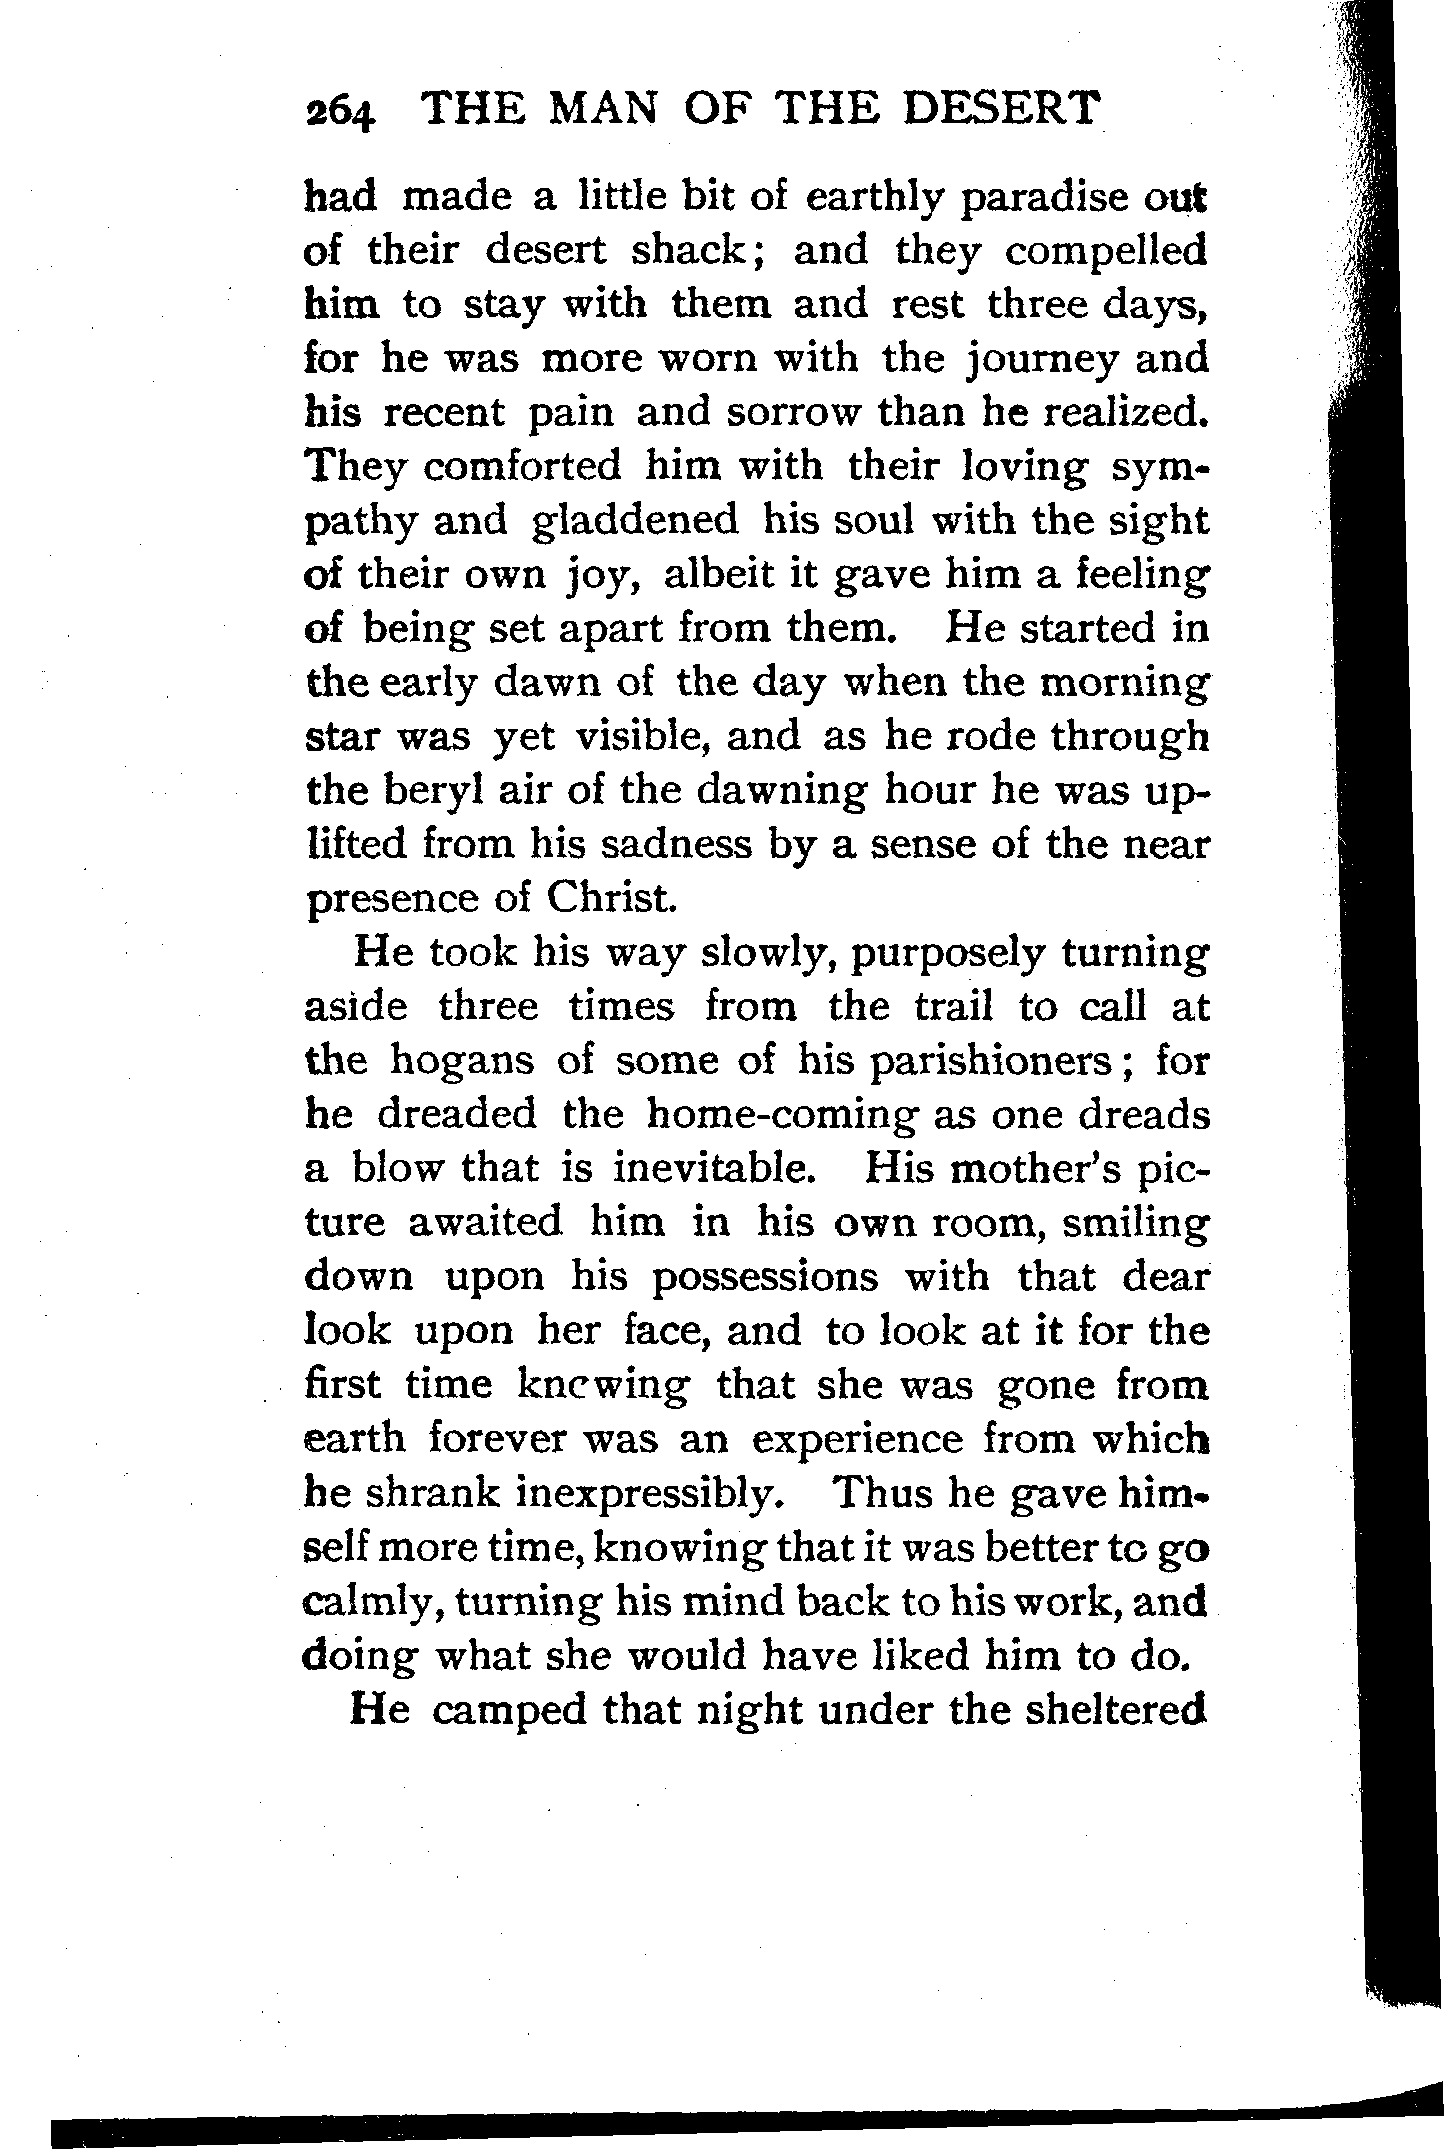 264 THE MAN OF THE DESERT
had made a little bit of earthly paradise out
of their desert shack; and they compelled
him to stay with them and rest three days,
for he was more worn with the journey and
his recent pain and sorrow than he realized.
They comforted him with their loving sym-
pathy and gladdened his soul with the sight
of their own joy, albeit it gave him a feeling
of being set apart from them. He started in
the early dawn of the day when the morning
star was yet visible, and as he rode through
the beryl air of the dawning hour he was up-
lifted from his sadness by a sense of the near
presence of Christ.
He took his way slowly, purposely turning
aside three times from the trail to call at
the hogans of some of his parishioners; for
he dreaded the home-coming as one dreads
a blow that is inevitable. His mother's pic-
ture awaited him in his own room, smiling
down upon his possessions with that dear
look upon her face, and to look at it for the
first time knowing that she was gone from
earth forever was an experience from which
he shrank inexpressibly. Thus he gave him-
self more time, knowing that it was better to go
calmly, turning his mind back to his work, and
doing what she would have liked him to do.
He camped that night under the sheltered